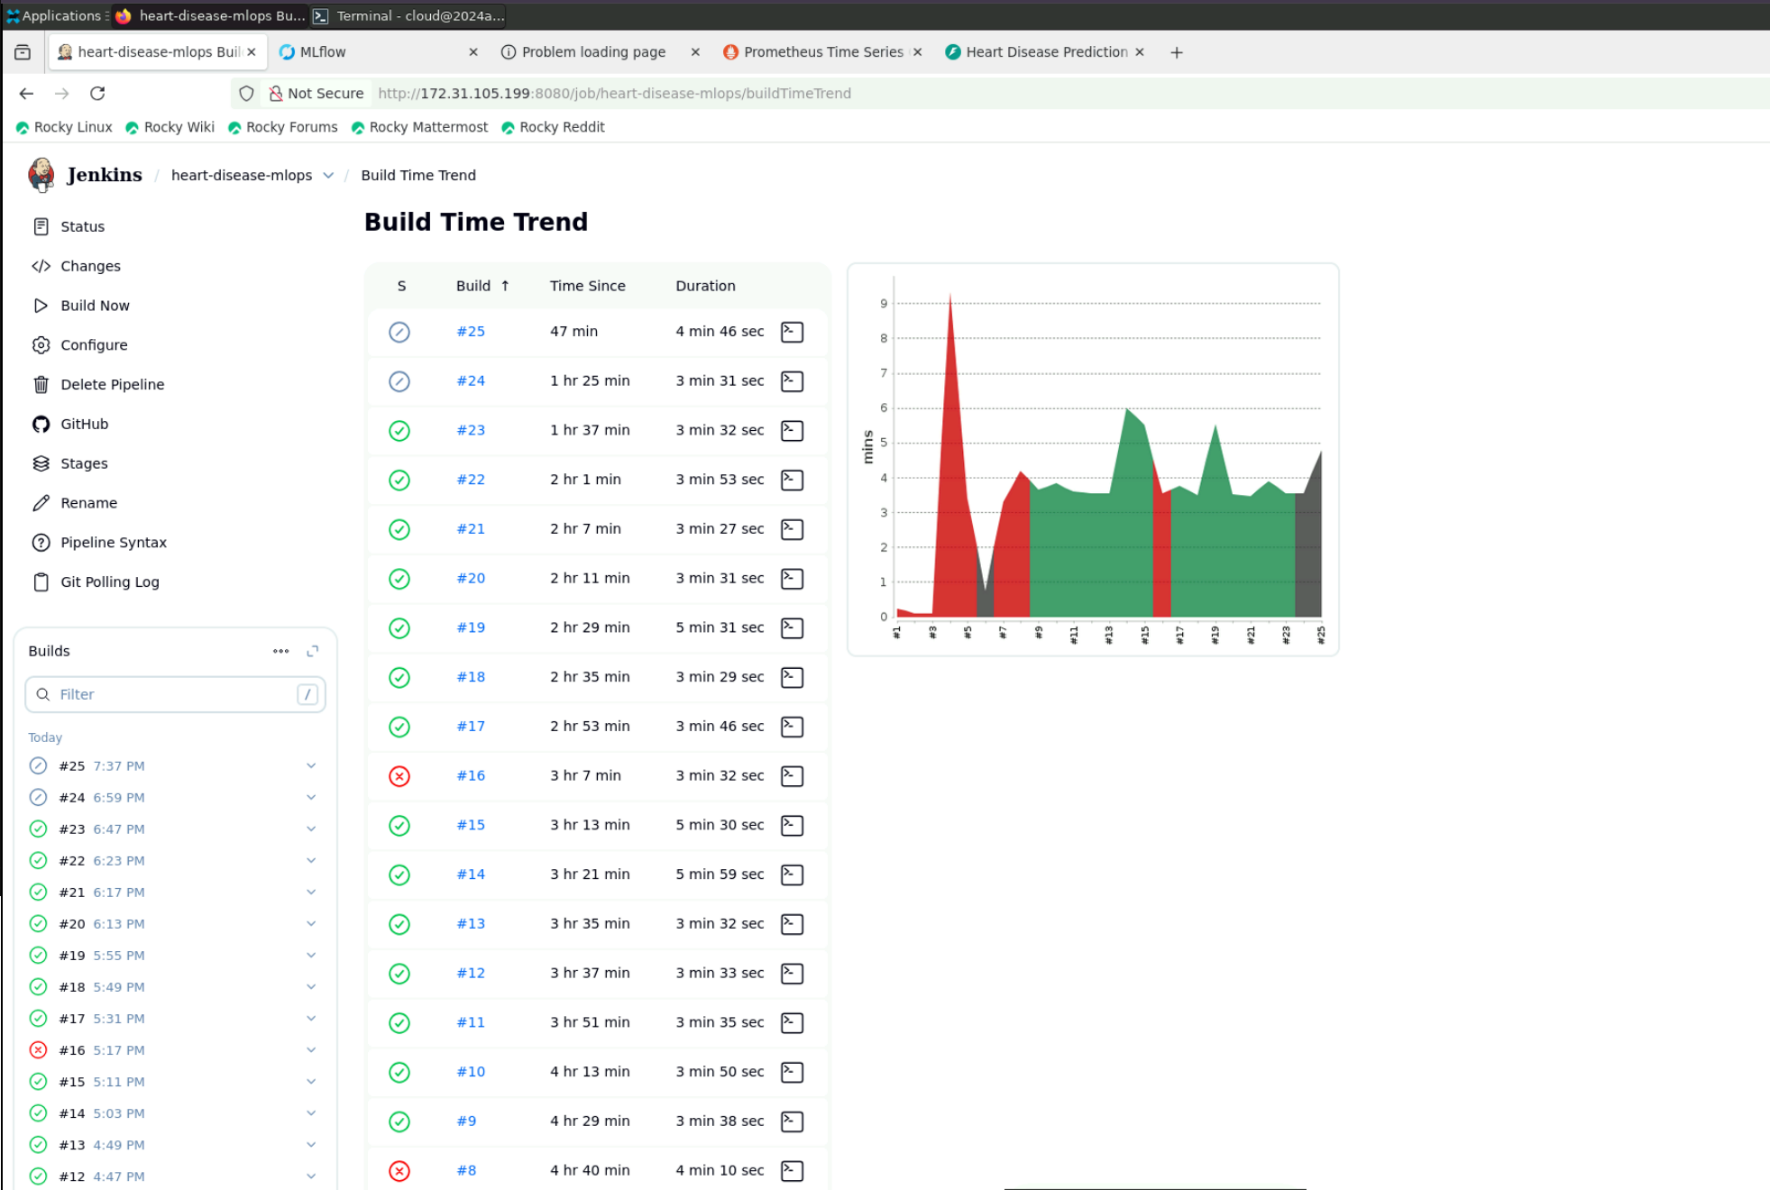 Applications heart-disease-mlops Bu... Terminal - cloud@2024a...
heart-disease-mlops Buil MLflow Problem loading page Prometheus Time Series Heart Disease Prediction
Not Secure http://172.31.105.199:8080/job/heart-disease-mlops/buildTimeTrend
Rocky Linux Rocky Wiki Rocky Forums Rocky Mattermost Rocky Reddit
Jenkins / heart-disease-mlops / Build Time Trend
Status
Changes
Build Now
Configure
Delete Pipeline
GitHub
Stages
Rename
Pipeline Syntax
Git Polling Log
Builds
Filter /
Today
#25 7:37 PM
#24 6:59 PM
#23 6:47 PM
#22 6:23 PM
#21 6:17 PM
#20 6:13 PM
#19 5:55 PM
#18 5:49 PM
#17 5:31 PM
#16 5:17 PM
#15 5:11 PM
#14 5:03 PM
#13 4:49 PM
#12 4:47 PM
Build Time Trend
S Build ↑ Time Since Duration
#25 47 min 4 min 46 sec
#24 1 hr 25 min 3 min 31 sec
#23 1 hr 37 min 3 min 32 sec
#22 2 hr 1 min 3 min 53 sec
#21 2 hr 7 min 3 min 27 sec
#20 2 hr 11 min 3 min 31 sec
#19 2 hr 29 min 5 min 31 sec
#18 2 hr 35 min 3 min 29 sec
#17 2 hr 53 min 3 min 46 sec
#16 3 hr 7 min 3 min 32 sec
#15 3 hr 13 min 5 min 30 sec
#14 3 hr 21 min 5 min 59 sec
#13 3 hr 35 min 3 min 32 sec
#12 3 hr 37 min 3 min 33 sec
#11 3 hr 51 min 3 min 35 sec
#10 4 hr 13 min 3 min 50 sec
#9 4 hr 29 min 3 min 38 sec
#8 4 hr 40 min 4 min 10 sec
mins
9
8
7
6
5
4
3
2
1
0
#1 #3 #5 #7 #9 #11 #13 #15 #17 #19 #21 #23 #25